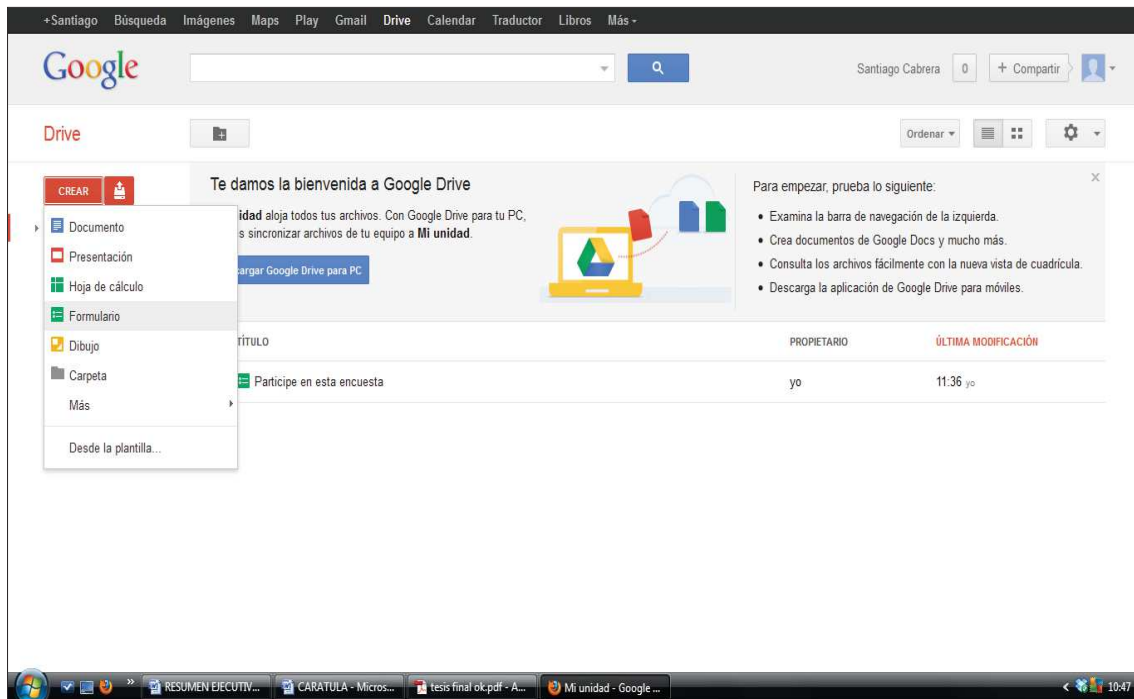 +Santiago Búsqueda Imágenes Maps Play Gmail Drive Calendar Traductor Libros Más
Google
Santiago Cabrera 0 + Compartir
Drive
Ordenar
CREAR
Documento
Presentación
Hoja de cálculo
Formulario
Dibujo
Carpeta
Más
Desde la plantilla...
Te damos la bienvenida a Google Drive
idad aloja todos tus archivos. Con Google Drive para tu PC,
s sincronizar archivos de tu equipo a Mi unidad.
cargar Google Drive para PC
Para empezar, prueba lo siguiente:
• Examina la barra de navegación de la izquierda.
• Crea documentos de Google Docs y mucho más.
• Consulta los archivos fácilmente con la nueva vista de cuadrícula.
• Descarga la aplicación de Google Drive para móviles.
TÍTULO PROPIETARIO ÚLTIMA MODIFICACIÓN
Participe en esta encuesta yo 11:36 yo
RESUMEN EJECUTIV... CARATULA - Micros... tesis final ok.pdf - A... Mi unidad - Google ... 10:47